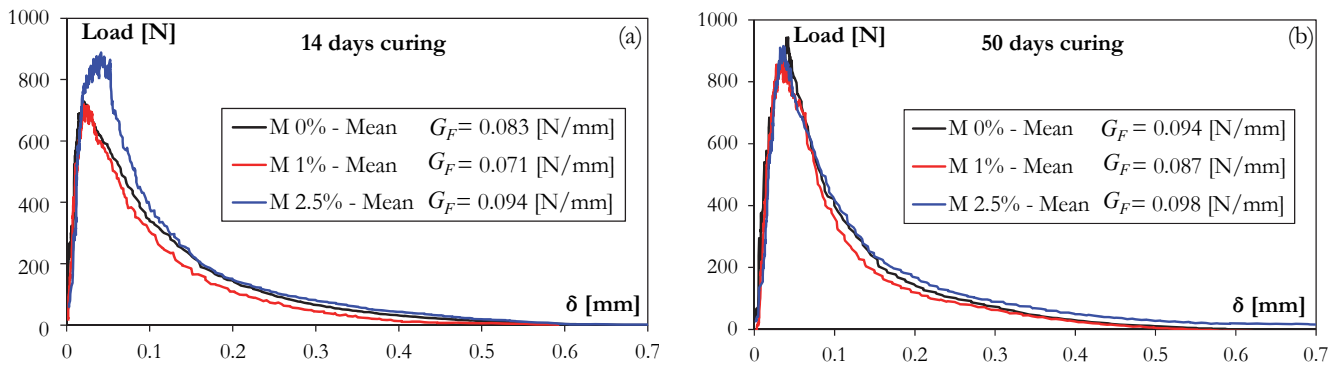 1000
800
600
400
200
0
Load [N]
14 days curing
(a)
M 0% - Mean G_F = 0.083 [N/mm]
M 1% - Mean G_F = 0.071 [N/mm]
M 2.5% - Mean G_F = 0.094 [N/mm]
δ [mm]
0 0.1 0.2 0.3 0.4 0.5 0.6 0.7
1000
800
600
400
200
0
Load [N]
50 days curing
(b)
M 0% - Mean G_F = 0.094 [N/mm]
M 1% - Mean G_F = 0.087 [N/mm]
M 2.5% - Mean G_F = 0.098 [N/mm]
δ [mm]
0 0.1 0.2 0.3 0.4 0.5 0.6 0.7